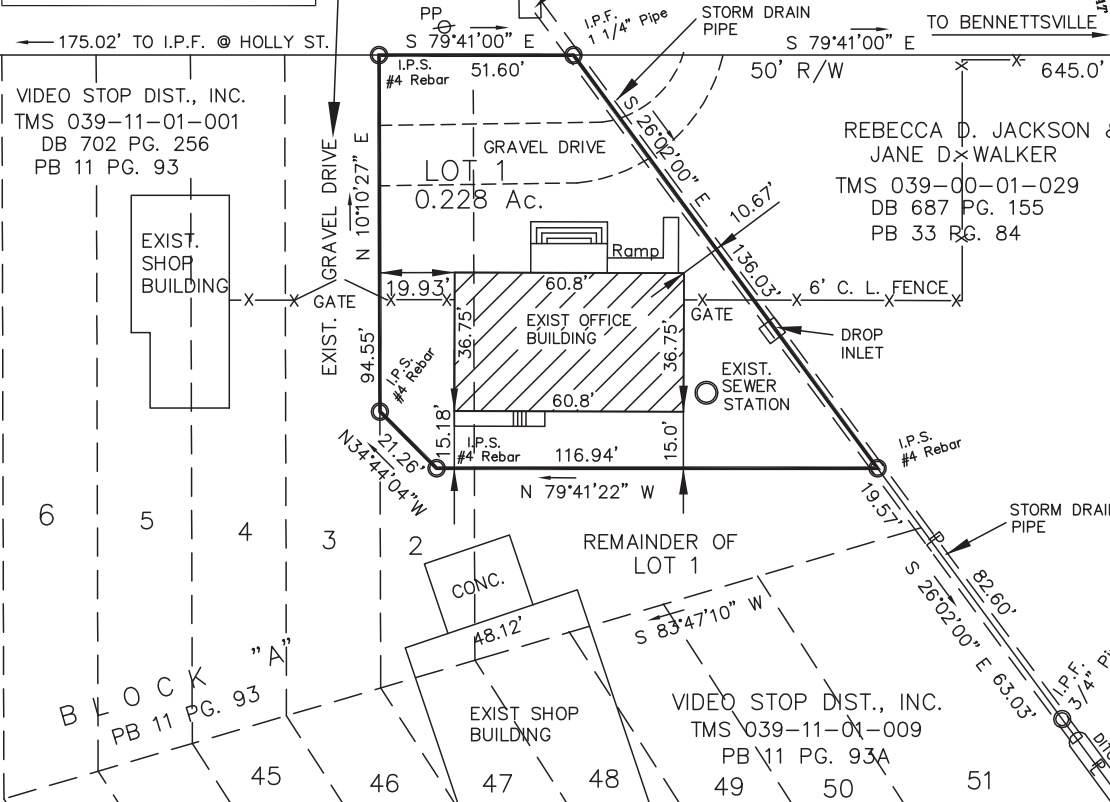 PP
I.P.F.
1 1/4" Pipe
STORM DRAIN
PIPE
TO BENNETTSVILLE
175.02' TO I.P.F. @ HOLLY ST.
S 79°41'00" E
S 79°41'00" E
I.P.S.
#4 Rebar
51.60'
50' R/W
645.0'
VIDEO STOP DIST., INC.
TMS 039-11-01-001
DB 702 PG. 256
PB 11 PG. 93
REBECCA D. JACKSON &
JANE D. WALKER
TMS 039-00-01-029
DB 687 PG. 155
PB 33 PG. 84
S 26°02'00" E
GRAVEL DRIVE
LOT 1
0.228 Ac.
N 10°10'27" E
EXIST. GRAVEL DRIVE
10.67'
136.03'
EXIST.
SHOP
BUILDING
Ramp
19.93'
60.8'
6' C. L. FENCE
X X X X X X X X X X X X
GATE
GATE
EXIST OFFICE
BUILDING
36.75'
36.75'
DROP
INLET
94.55'
I.P.S.
#4 Rebar
EXIST.
SEWER
STATION
60.8'
15.18'
15.0'
21.26'
N34°44'04"W
I.P.S.
#4 Rebar
116.94'
I.P.S.
#4 Rebar
N 79°41'22" W
19.57'
6
5
4
3
2
REMAINDER OF
LOT 1
STORM DRAI
PIPE
CONC.
82.60'
S 26°02'00" E 63.03'
48.12'
S 83°47'10" W
BLOCK "A"
PB 11 PG. 93
I.P.F.
EXIST SHOP
BUILDING
VIDEO STOP DIST., INC.
TMS 039-11-01-009
PB 11 PG. 93A
45
46
47
48
49
50
51